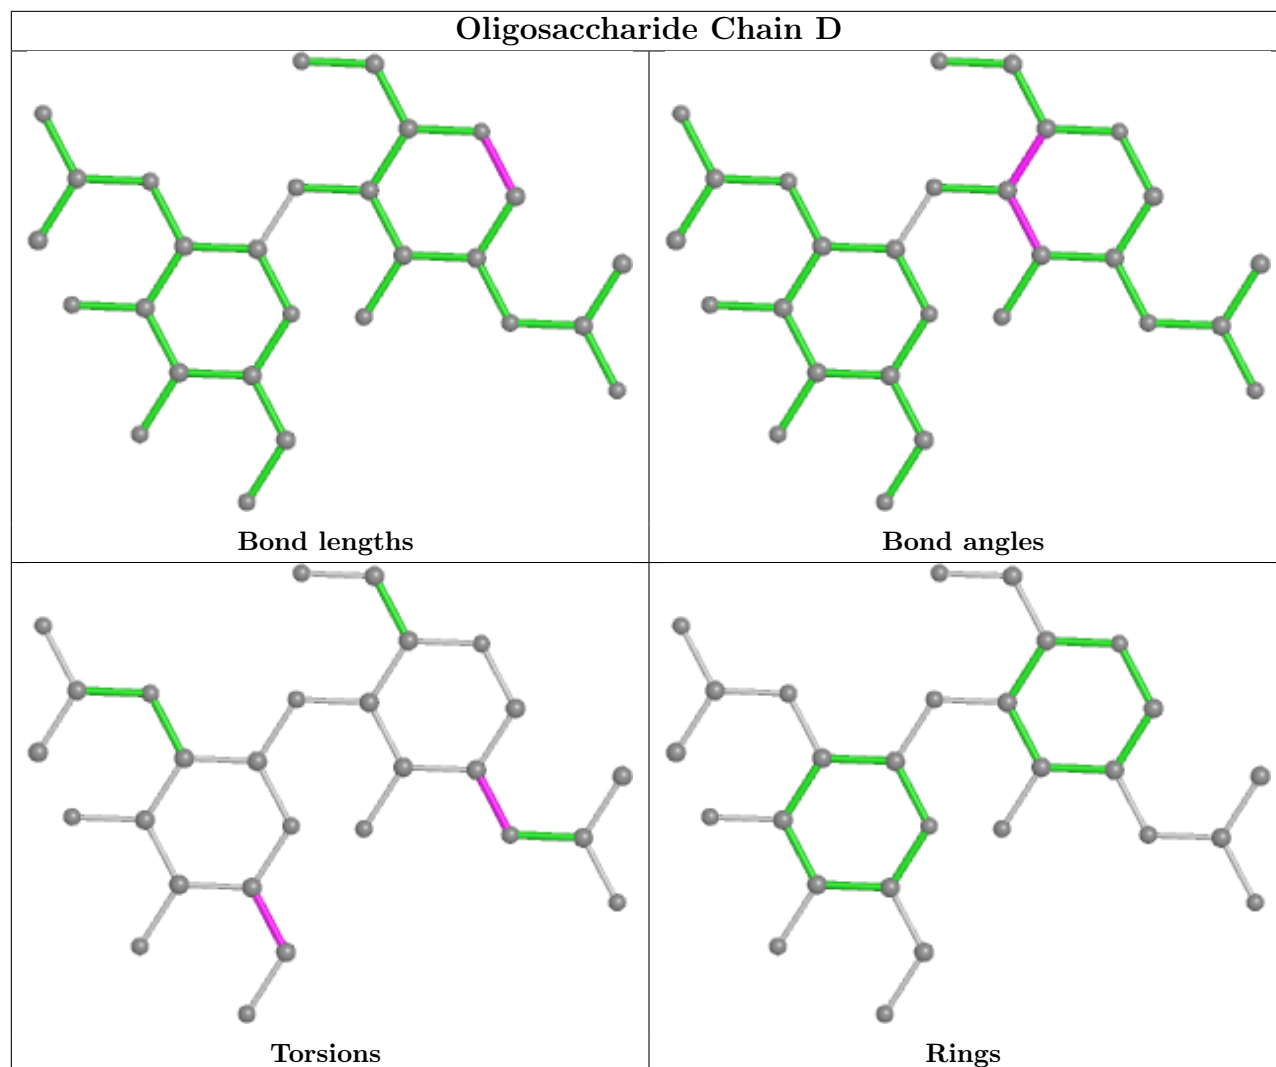 Oligosaccharide Chain D
Bond lengths
Bond angles
Torsions
Rings